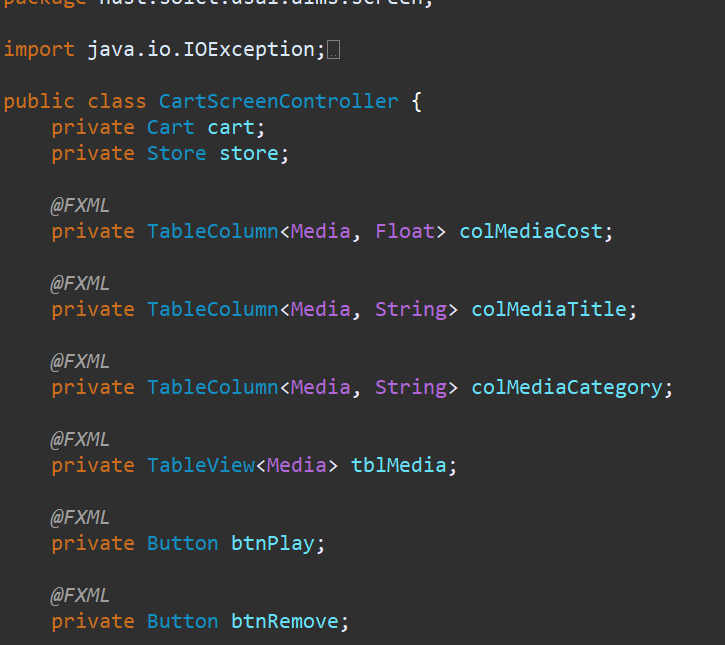 package hust.soict.dsai.aims.screen;
import java.io.IOException;
public class CartScreenController {
private Cart cart;
private Store store;
@FXML
private TableColumn<Media, Float> colMediaCost;
@FXML
private TableColumn<Media, String> colMediaTitle;
@FXML
private TableColumn<Media, String> colMediaCategory;
@FXML
private TableView<Media> tblMedia;
@FXML
private Button btnPlay;
@FXML
private Button btnRemove;